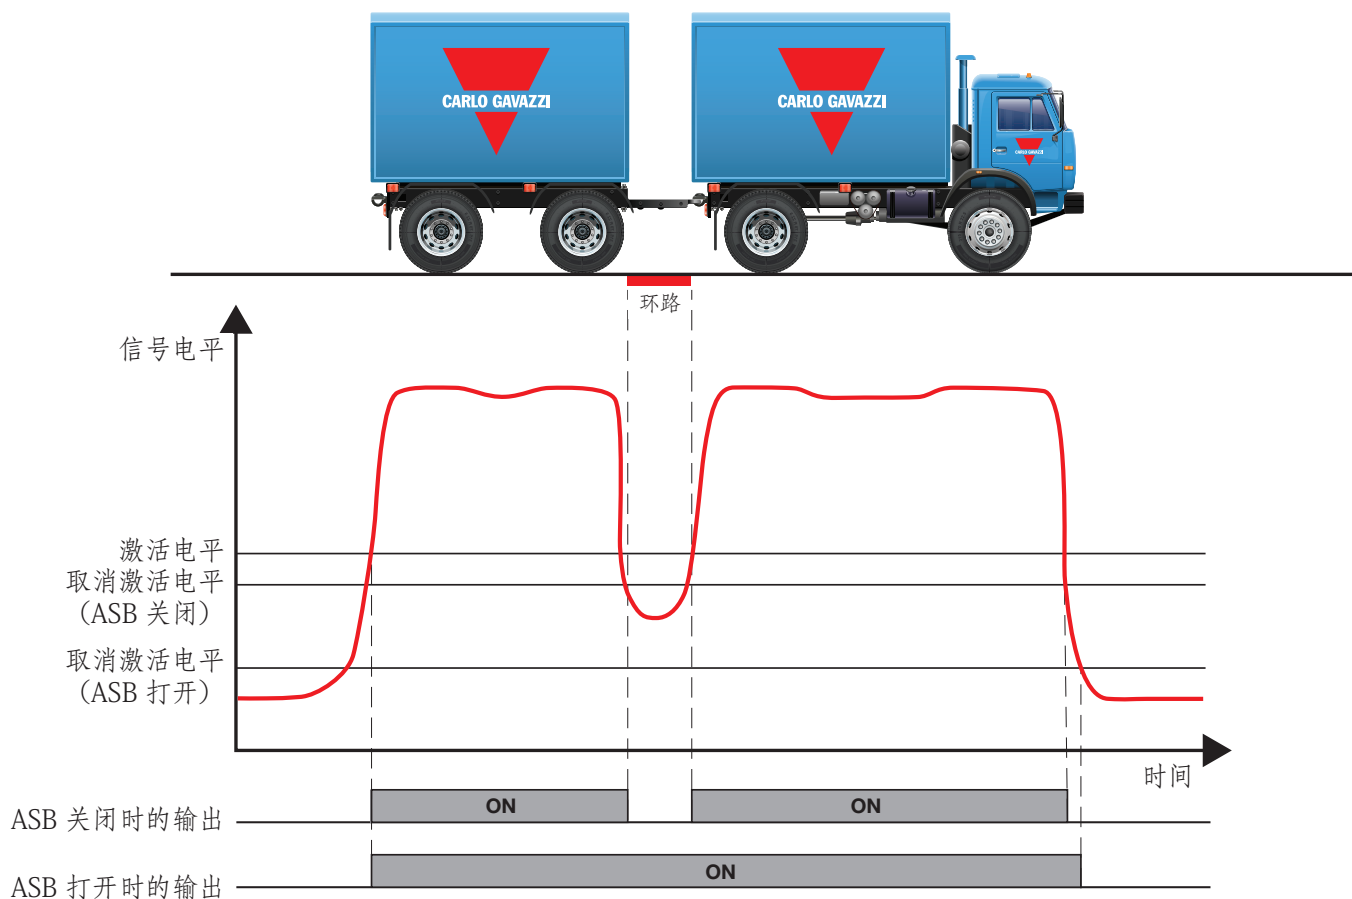 CARLO GAVAZZI
CARLO GAVAZZI
CARLO GAVAZZI
环路
信号电平
激活电平
取消激活电平
（ASB 关闭）
取消激活电平
（ASB 打开）
时间
ASB 关闭时的输出
ON
ON
ASB 打开时的输出
ON